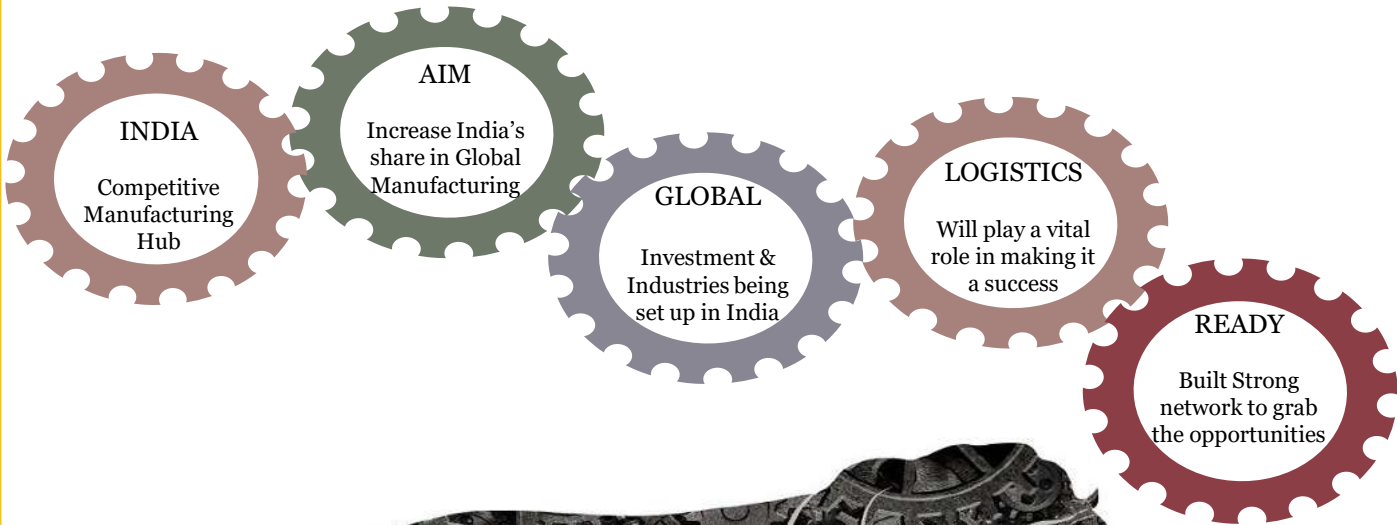 INDIA
Competitive
Manufacturing
Hub
AIM
Increase India’s
share in Global
Manufacturing
GLOBAL
Investment &
Industries being
set up in India
LOGISTICS
Will play a vital
role in making it
a success
READY
Built Strong
network to grab
the opportunities